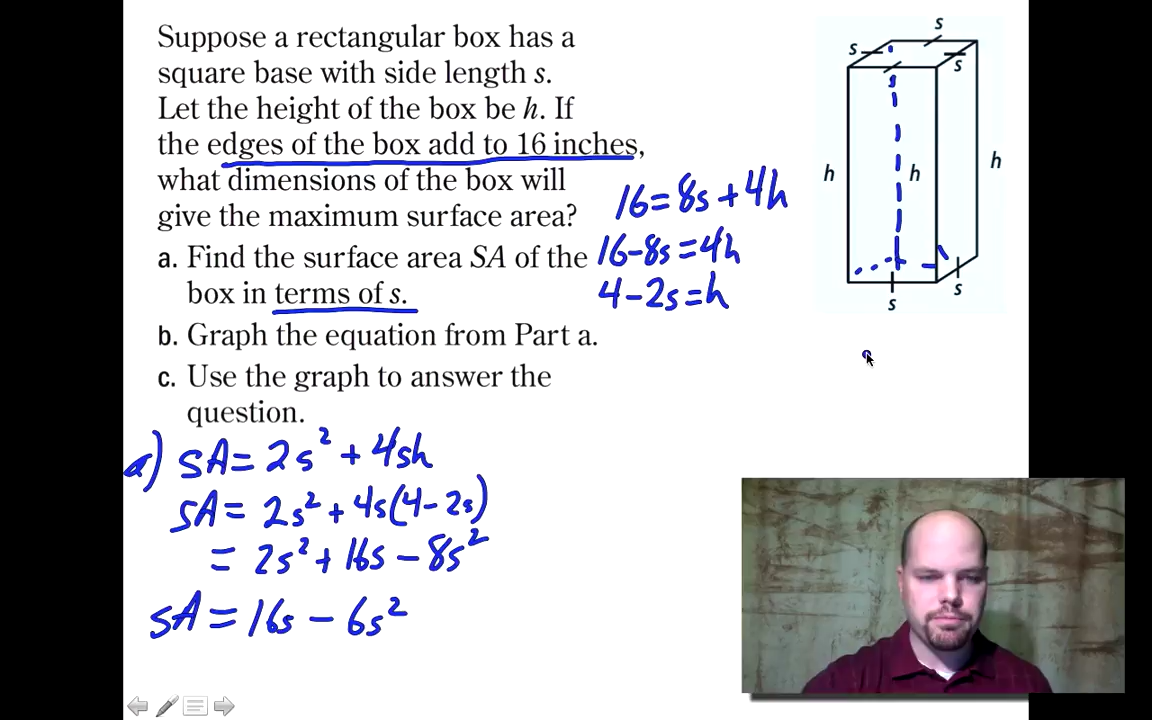 Suppose a rectangular box has a
square base with side length s.
Let the height of the box be h. If
the edges of the box add to 16 inches,
what dimensions of the box will
give the maximum surface area?
a. Find the surface area SA of the
box in terms of s.
b. Graph the equation from Part a.
c. Use the graph to answer the
question.
16=8s+4h
16-8s=4h
4-2s=h
a) SA= 2s² + 4sh
SA= 2s²+4s(4-2s)
= 2s²+16s-8s²
SA=16s-6s²
s
s
s
h
h
h
s
s